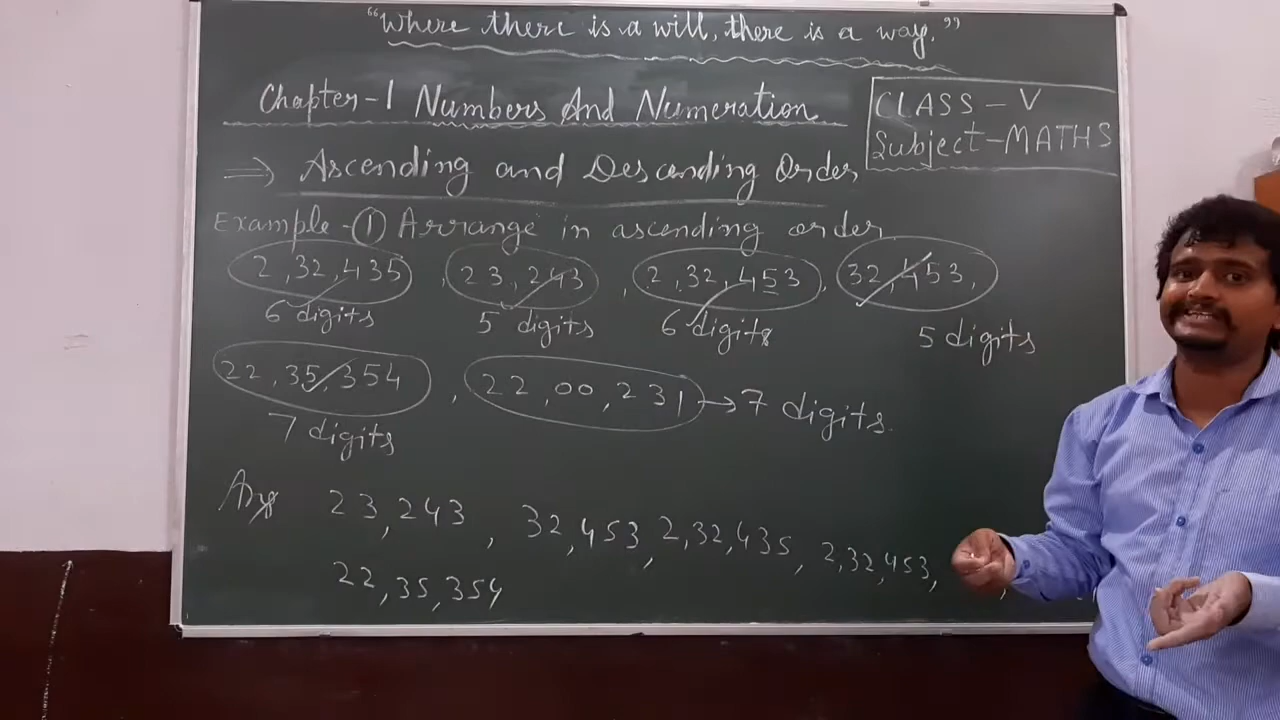 "Where there is a will, there is a way."
Chapter-1 Numbers And Numeration
CLASS - V
Subject-MATHS
⇒ Ascending and Descending Order
Example-① Arrange in ascending order
2,32,435, 23,243, 2,32,453, 32,453,
6 digits 5 digits 6 digits 5 digits
22,35,354, 22,00,231→7 digits.
7 digits
Ans 23,243, 32,453, 2,32,435, 2,32,453,
22,35,354